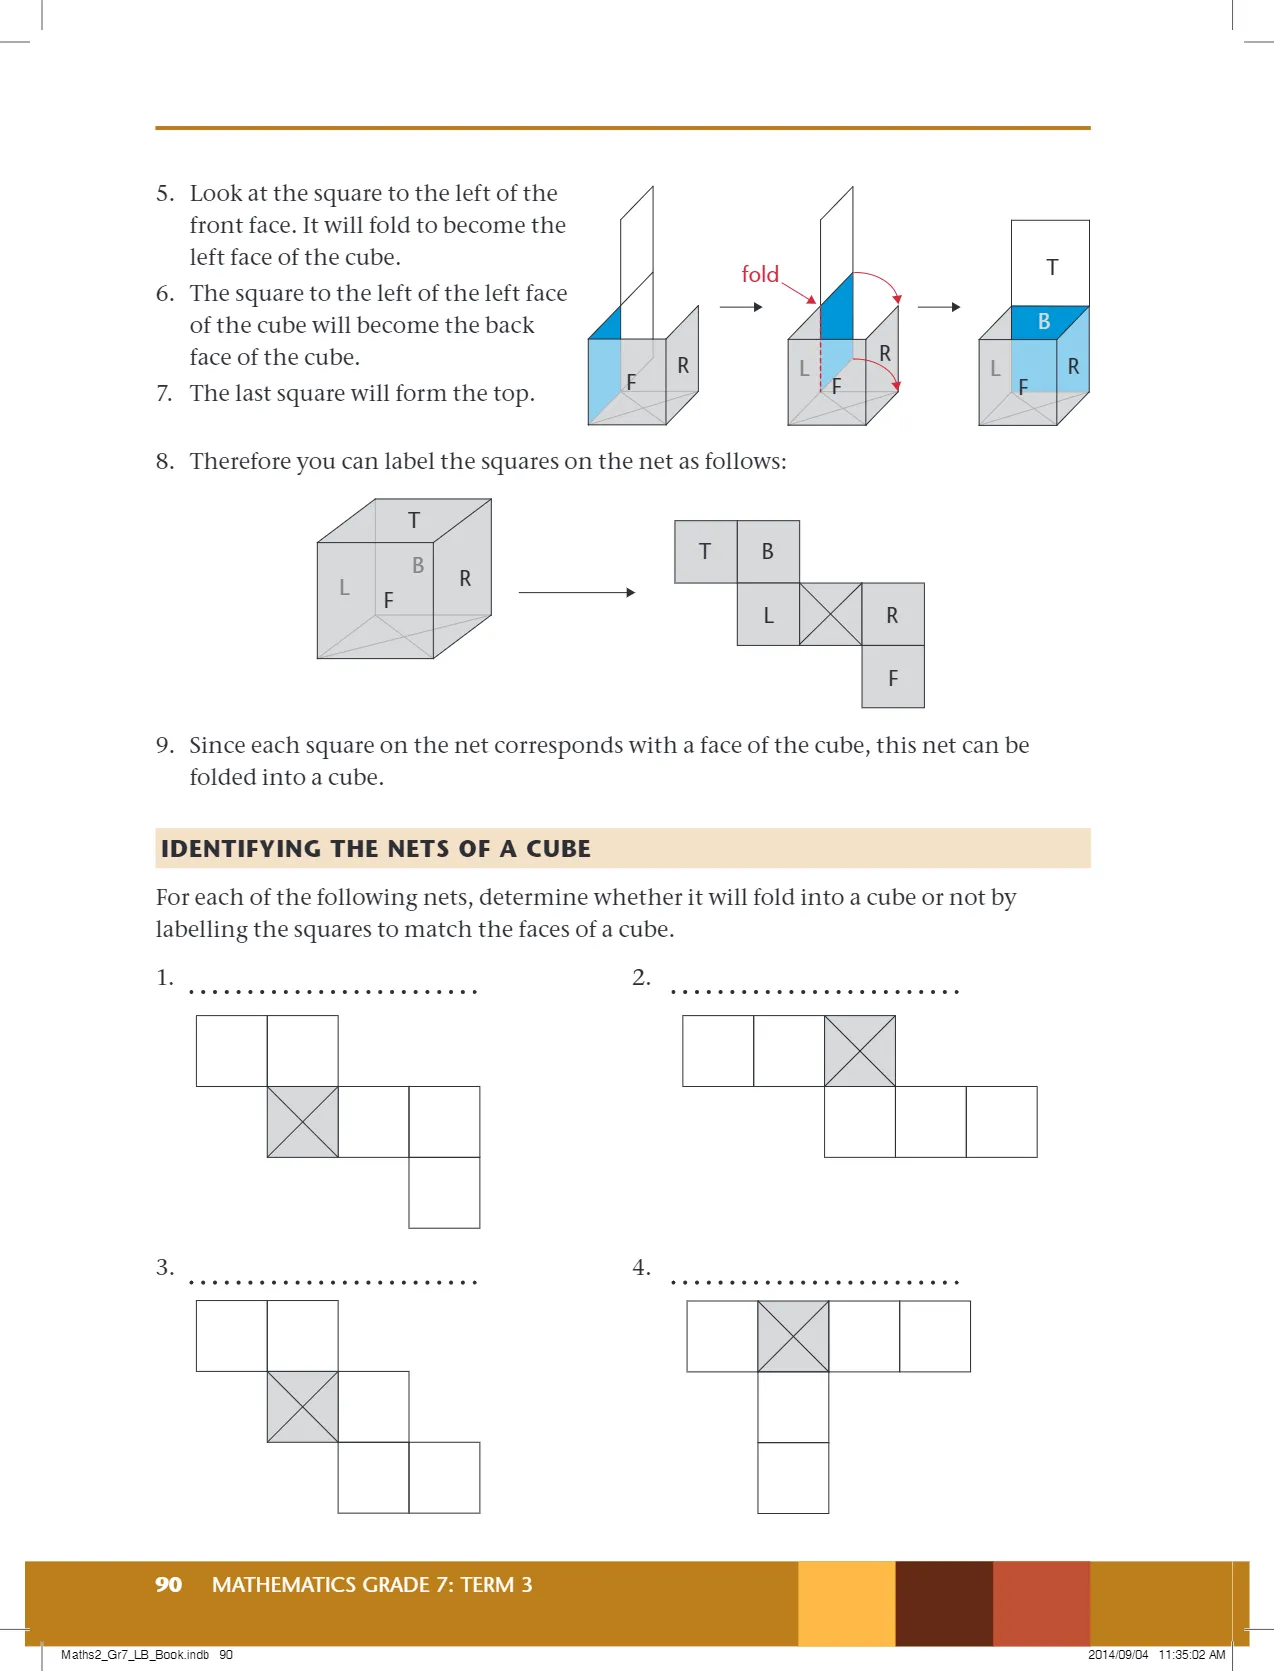 5. Look at the square to the left of the
front face. It will fold to become the
left face of the cube.
6. The square to the left of the left face
of the cube will become the back
face of the cube.
7. The last square will form the top.
F
R
fold
L
F
R
T
B
L
F
R
8. Therefore you can label the squares on the net as follows:
T
B
L
F
R
T
B
L
R
F
9. Since each square on the net corresponds with a face of the cube, this net can be
folded into a cube.
IDENTIFYING THE NETS OF A CUBE
For each of the following nets, determine whether it will fold into a cube or not by
labelling the squares to match the faces of a cube.
1. .........................
2. .........................
3. .........................
4. .........................
90 MATHEMATICS GRADE 7: TERM 3
Maths2_Gr7_LB_Book.indb 90
2014/09/04 11:35:02 AM